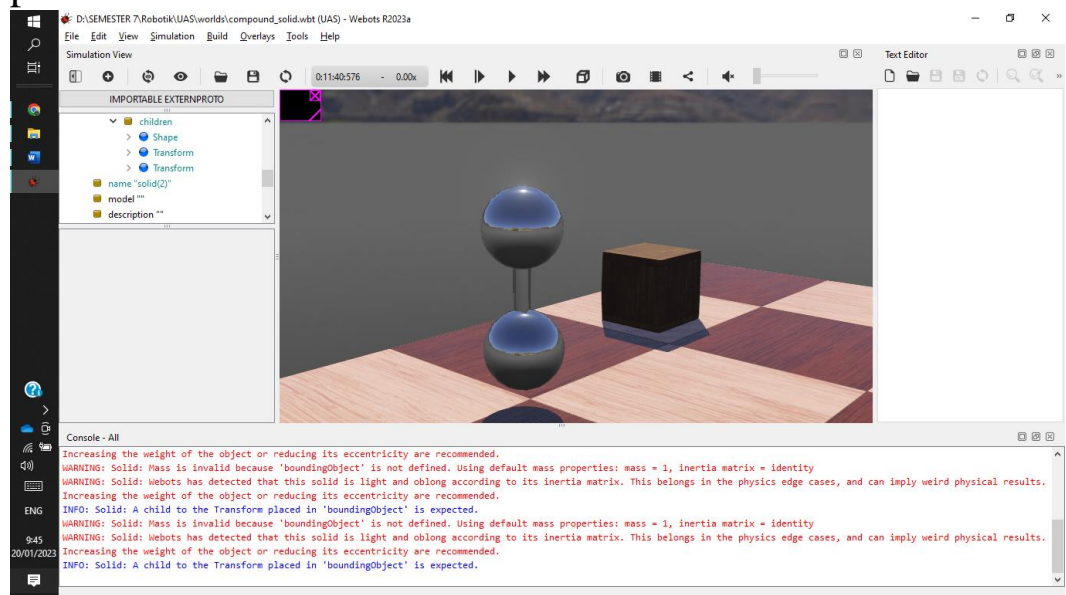 D:\SEMESTER 7\Robotik\UAS\worlds\compound_solid.wbt (UAS) - Webots R2023a
File Edit View Simulation Build Overlays Tools Help
Simulation View
Text Editor
0:11:40:576 - 0.00x
IMPORTABLE EXTERNPROTO
children
Shape
Transform
Transform
name "solid(2)"
model ""
description ""
Console - All
Increasing the weight of the object or reducing its eccentricity are recommended.
WARNING: Solid: Mass is invalid because 'boundingObject' is not defined. Using default mass properties: mass = 1, inertia matrix = identity
WARNING: Solid: Webots has detected that this solid is light and oblong according to its inertia matrix. This belongs in the physics edge cases, and can imply weird physical results.
Increasing the weight of the object or reducing its eccentricity are recommended.
INFO: Solid: A child to the Transform placed in 'boundingObject' is expected.
WARNING: Solid: Mass is invalid because 'boundingObject' is not defined. Using default mass properties: mass = 1, inertia matrix = identity
WARNING: Solid: Webots has detected that this solid is light and oblong according to its inertia matrix. This belongs in the physics edge cases, and can imply weird physical results.
Increasing the weight of the object or reducing its eccentricity are recommended.
INFO: Solid: A child to the Transform placed in 'boundingObject' is expected.
ENG
9:45
20/01/2023